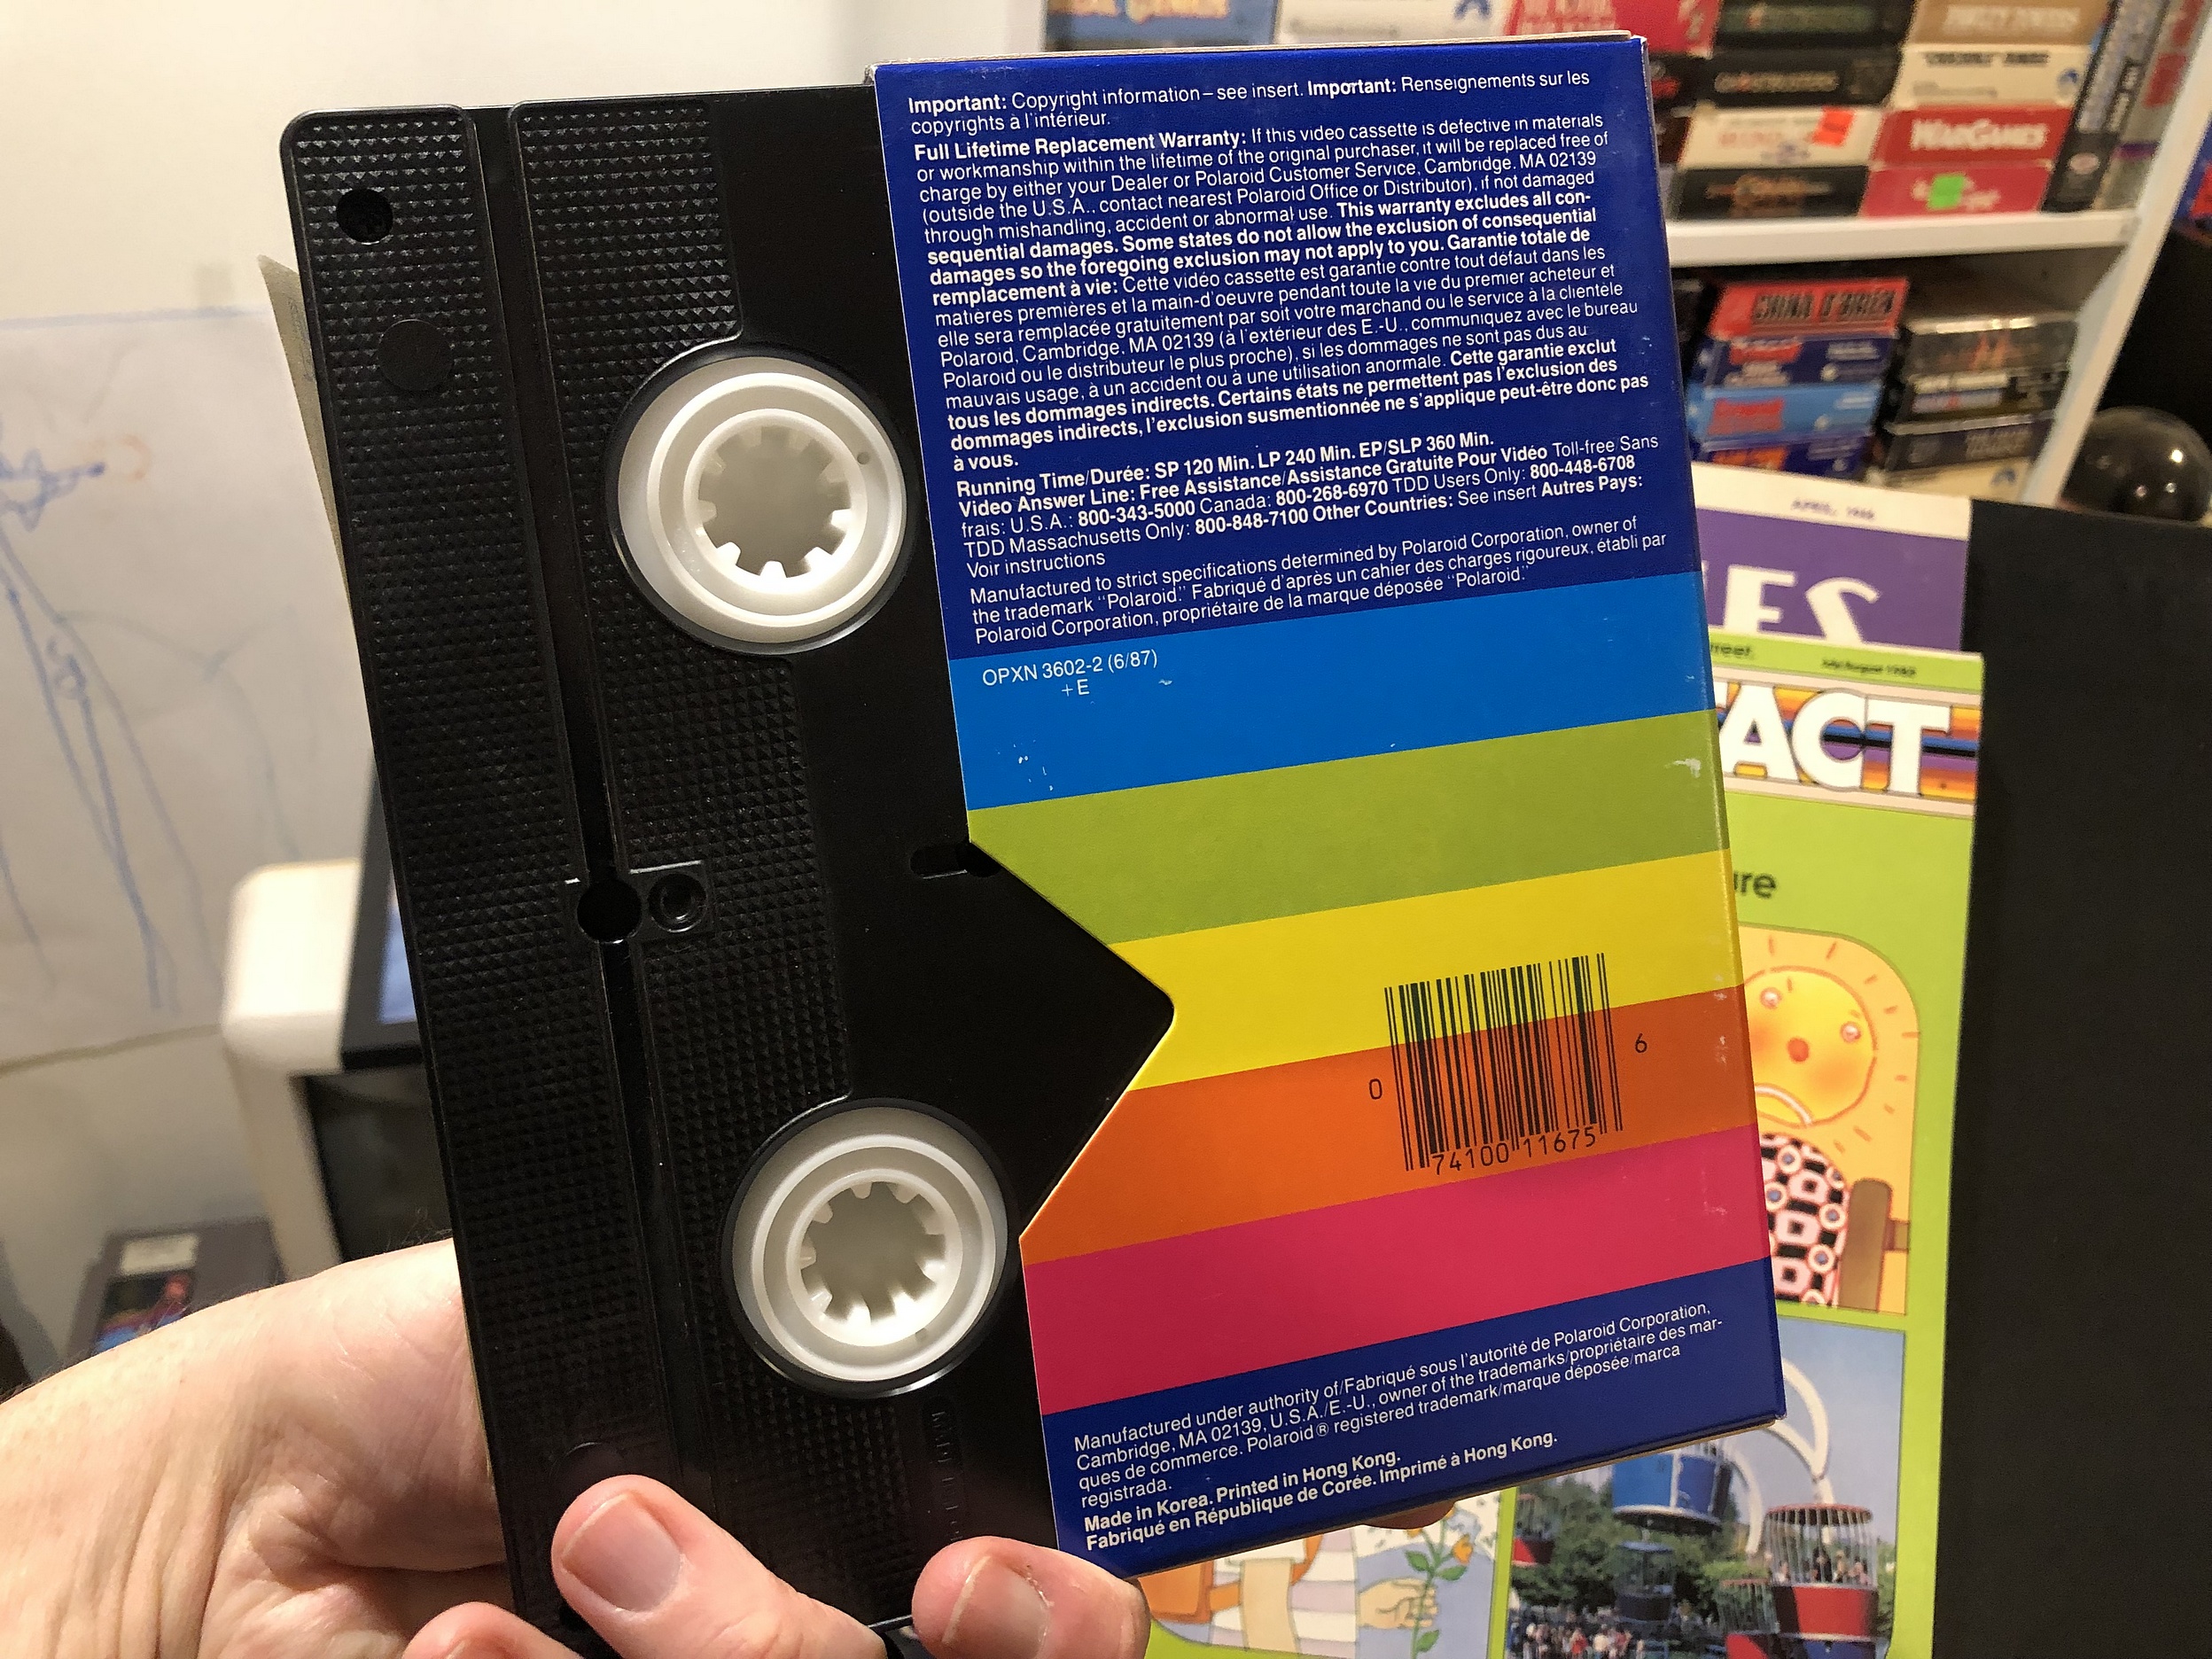 Important: Copyright information – see insert. Important: Renseignements sur les
copyrights à l'intérieur.
Full Lifetime Replacement Warranty: If this video cassette is defective in materials
or workmanship within the lifetime of the original purchaser, it will be replaced free of
charge by either your Dealer or Polaroid Customer Service, Cambridge, MA 02139
(outside the U.S.A., contact nearest Polaroid Office or Distributor), if not damaged
through mishandling, accident or abnormal use. This warranty excludes all con-
sequential damages. Some states do not allow the exclusion of consequential
damages so the foregoing exclusion may not apply to you. Garantie totale de
remplacement à vie: Cette vidéo cassette est garantie contre tout défaut dans les
matières premières et la main-d'oeuvre pendant toute la vie du premier acheteur et
elle sera remplacée gratuitement par soit votre marchand ou le service à la clientèle
Polaroid, Cambridge, MA 02139 (à l'extérieur des E.-U., communiquez avec le bureau
Polaroid ou le distributeur le plus proche), si les dommages ne sont pas dus au
mauvais usage, à un accident ou à une utilisation anormale. Cette garantie exclut
tous les dommages indirects. Certains états ne permettent pas l'exclusion des
dommages indirects, l'exclusion susmentionnée ne s'applique peut-être donc pas
à vous.
Running Time/Durée: SP 120 Min. LP 240 Min. EP/SLP 360 Min.
Video Answer Line: Free Assistance/Assistance Gratuite Pour Vidéo Toll-free/Sans
frais: U.S.A.: 800-343-5000 Canada: 800-268-6970 TDD Users Only: 800-448-6708
TDD Massachusetts Only: 800-848-7100 Other Countries: See insert Autres Pays:
Voir instructions
Manufactured to strict specifications determined by Polaroid Corporation, owner of
the trademark "Polaroid." Fabriqué d'après un cahier des charges rigoureux, établi par
Polaroid Corporation, propriétaire de la marque déposée "Polaroid."
OPXN 3602-2 (6/87)
+E
0 74100 11675 6
Manufactured under authority of/Fabriqué sous l'autorité de Polaroid Corporation,
Cambridge, MA 02139, U.S.A./E.-U., owner of the trademarks/propriétaire des mar-
ques de commerce. Polaroid® registered trademark/marque déposée/marca
registrada.
Made in Korea. Printed in Hong Kong.
Fabriqué en République de Corée. Imprimé à Hong Kong.
GHOSTBUSTERS
WARGAMES
CHINA O'BRIEN
APRIL,
ES
July/August
TACT
ure